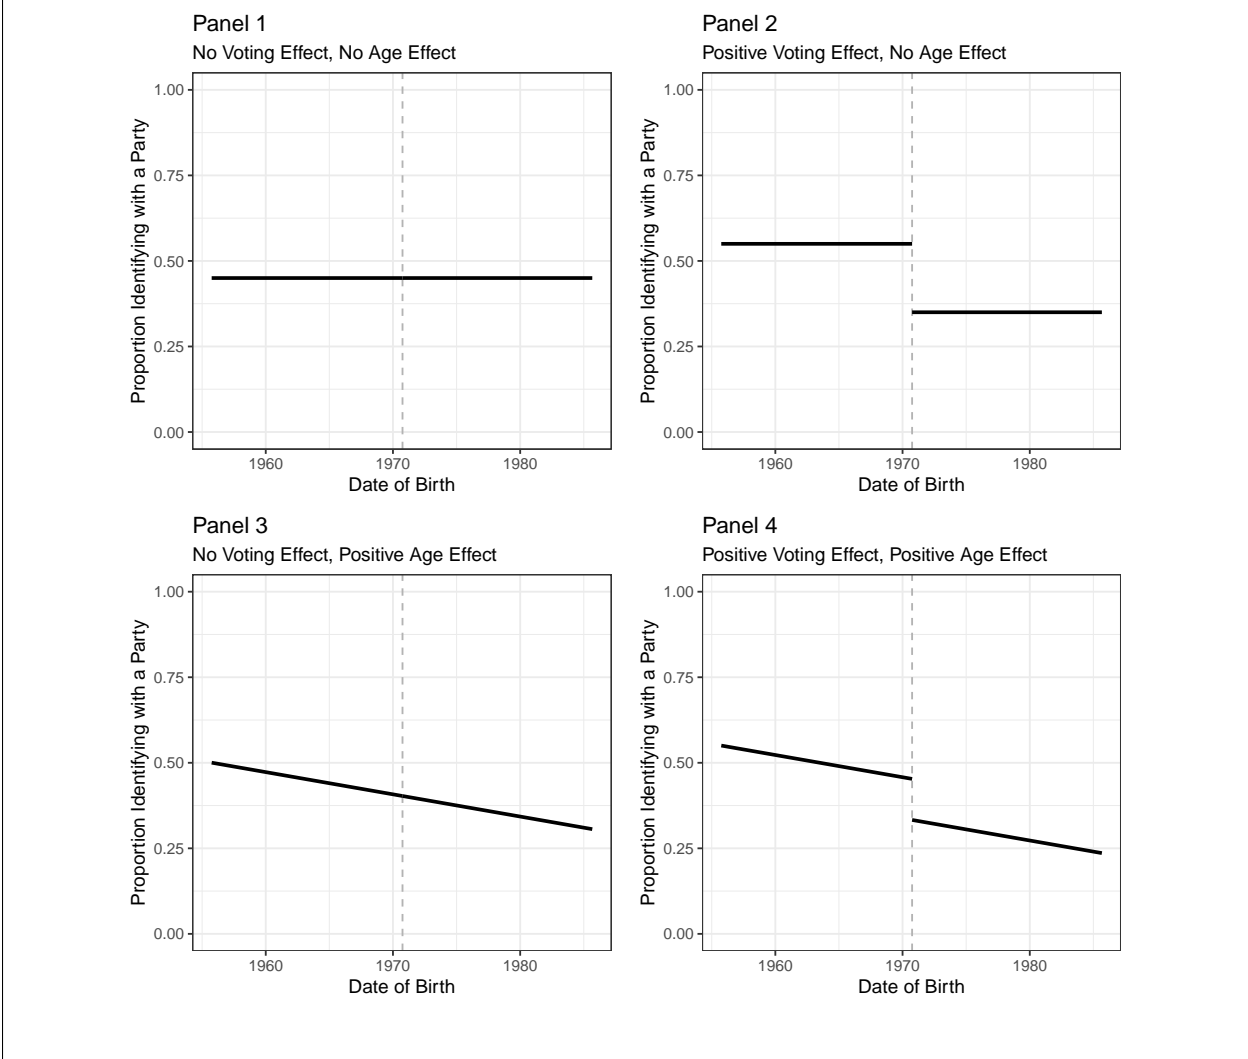 Panel 1
No Voting Effect, No Age Effect
Proportion Identifying with a Party
1.00
0.75
0.50
0.25
0.00
1960 1970 1980
Date of Birth
Panel 2
Positive Voting Effect, No Age Effect
Proportion Identifying with a Party
1.00
0.75
0.50
0.25
0.00
1960 1970 1980
Date of Birth
Panel 3
No Voting Effect, Positive Age Effect
Proportion Identifying with a Party
1.00
0.75
0.50
0.25
0.00
1960 1970 1980
Date of Birth
Panel 4
Positive Voting Effect, Positive Age Effect
Proportion Identifying with a Party
1.00
0.75
0.50
0.25
0.00
1960 1970 1980
Date of Birth